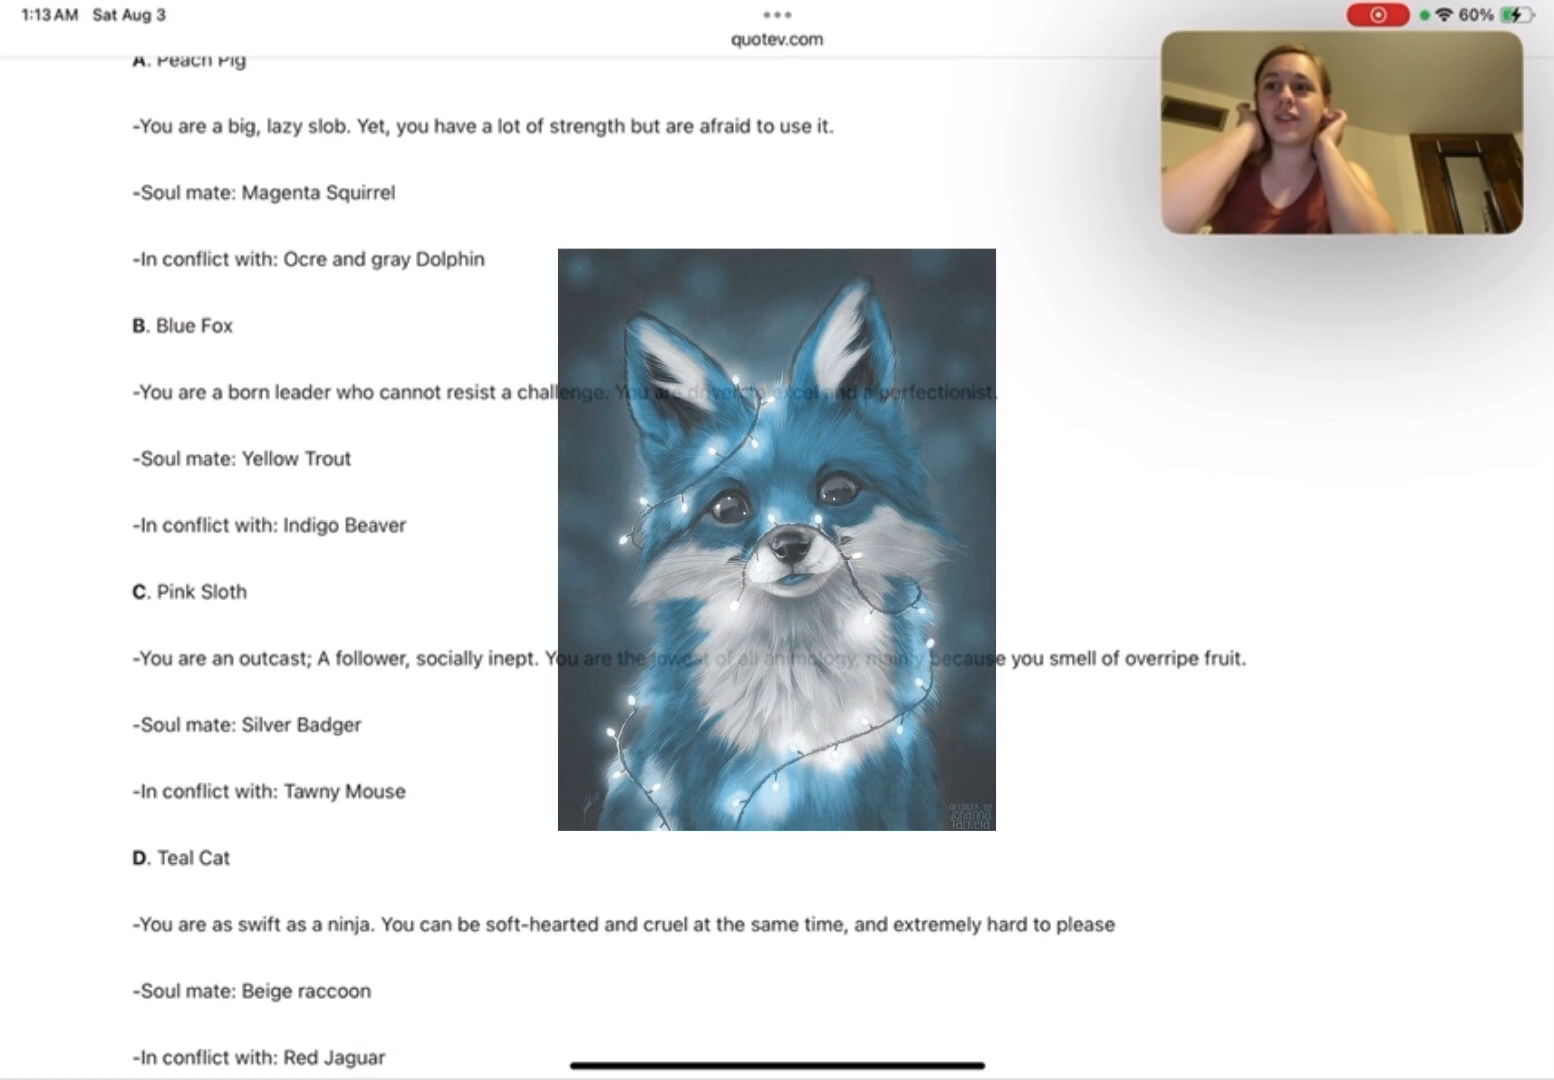 1:13 AM Sat Aug 3
60%
quotev.com
A. Peach Pig
-You are a big, lazy slob. Yet, you have a lot of strength but are afraid to use it.
-Soul mate: Magenta Squirrel
-In conflict with: Ocre and gray Dolphin
B. Blue Fox
-You are a born leader who cannot resist a challenge. You are driven to excel and a perfectionist.
-Soul mate: Yellow Trout
-In conflict with: Indigo Beaver
C. Pink Sloth
-You are an outcast; A follower, socially inept. You are the lowest of all animology, mainly because you smell of overripe fruit.
-Soul mate: Silver Badger
-In conflict with: Tawny Mouse
artwork by
Johanna
Tarkela
D. Teal Cat
-You are as swift as a ninja. You can be soft-hearted and cruel at the same time, and extremely hard to please
-Soul mate: Beige raccoon
-In conflict with: Red Jaguar